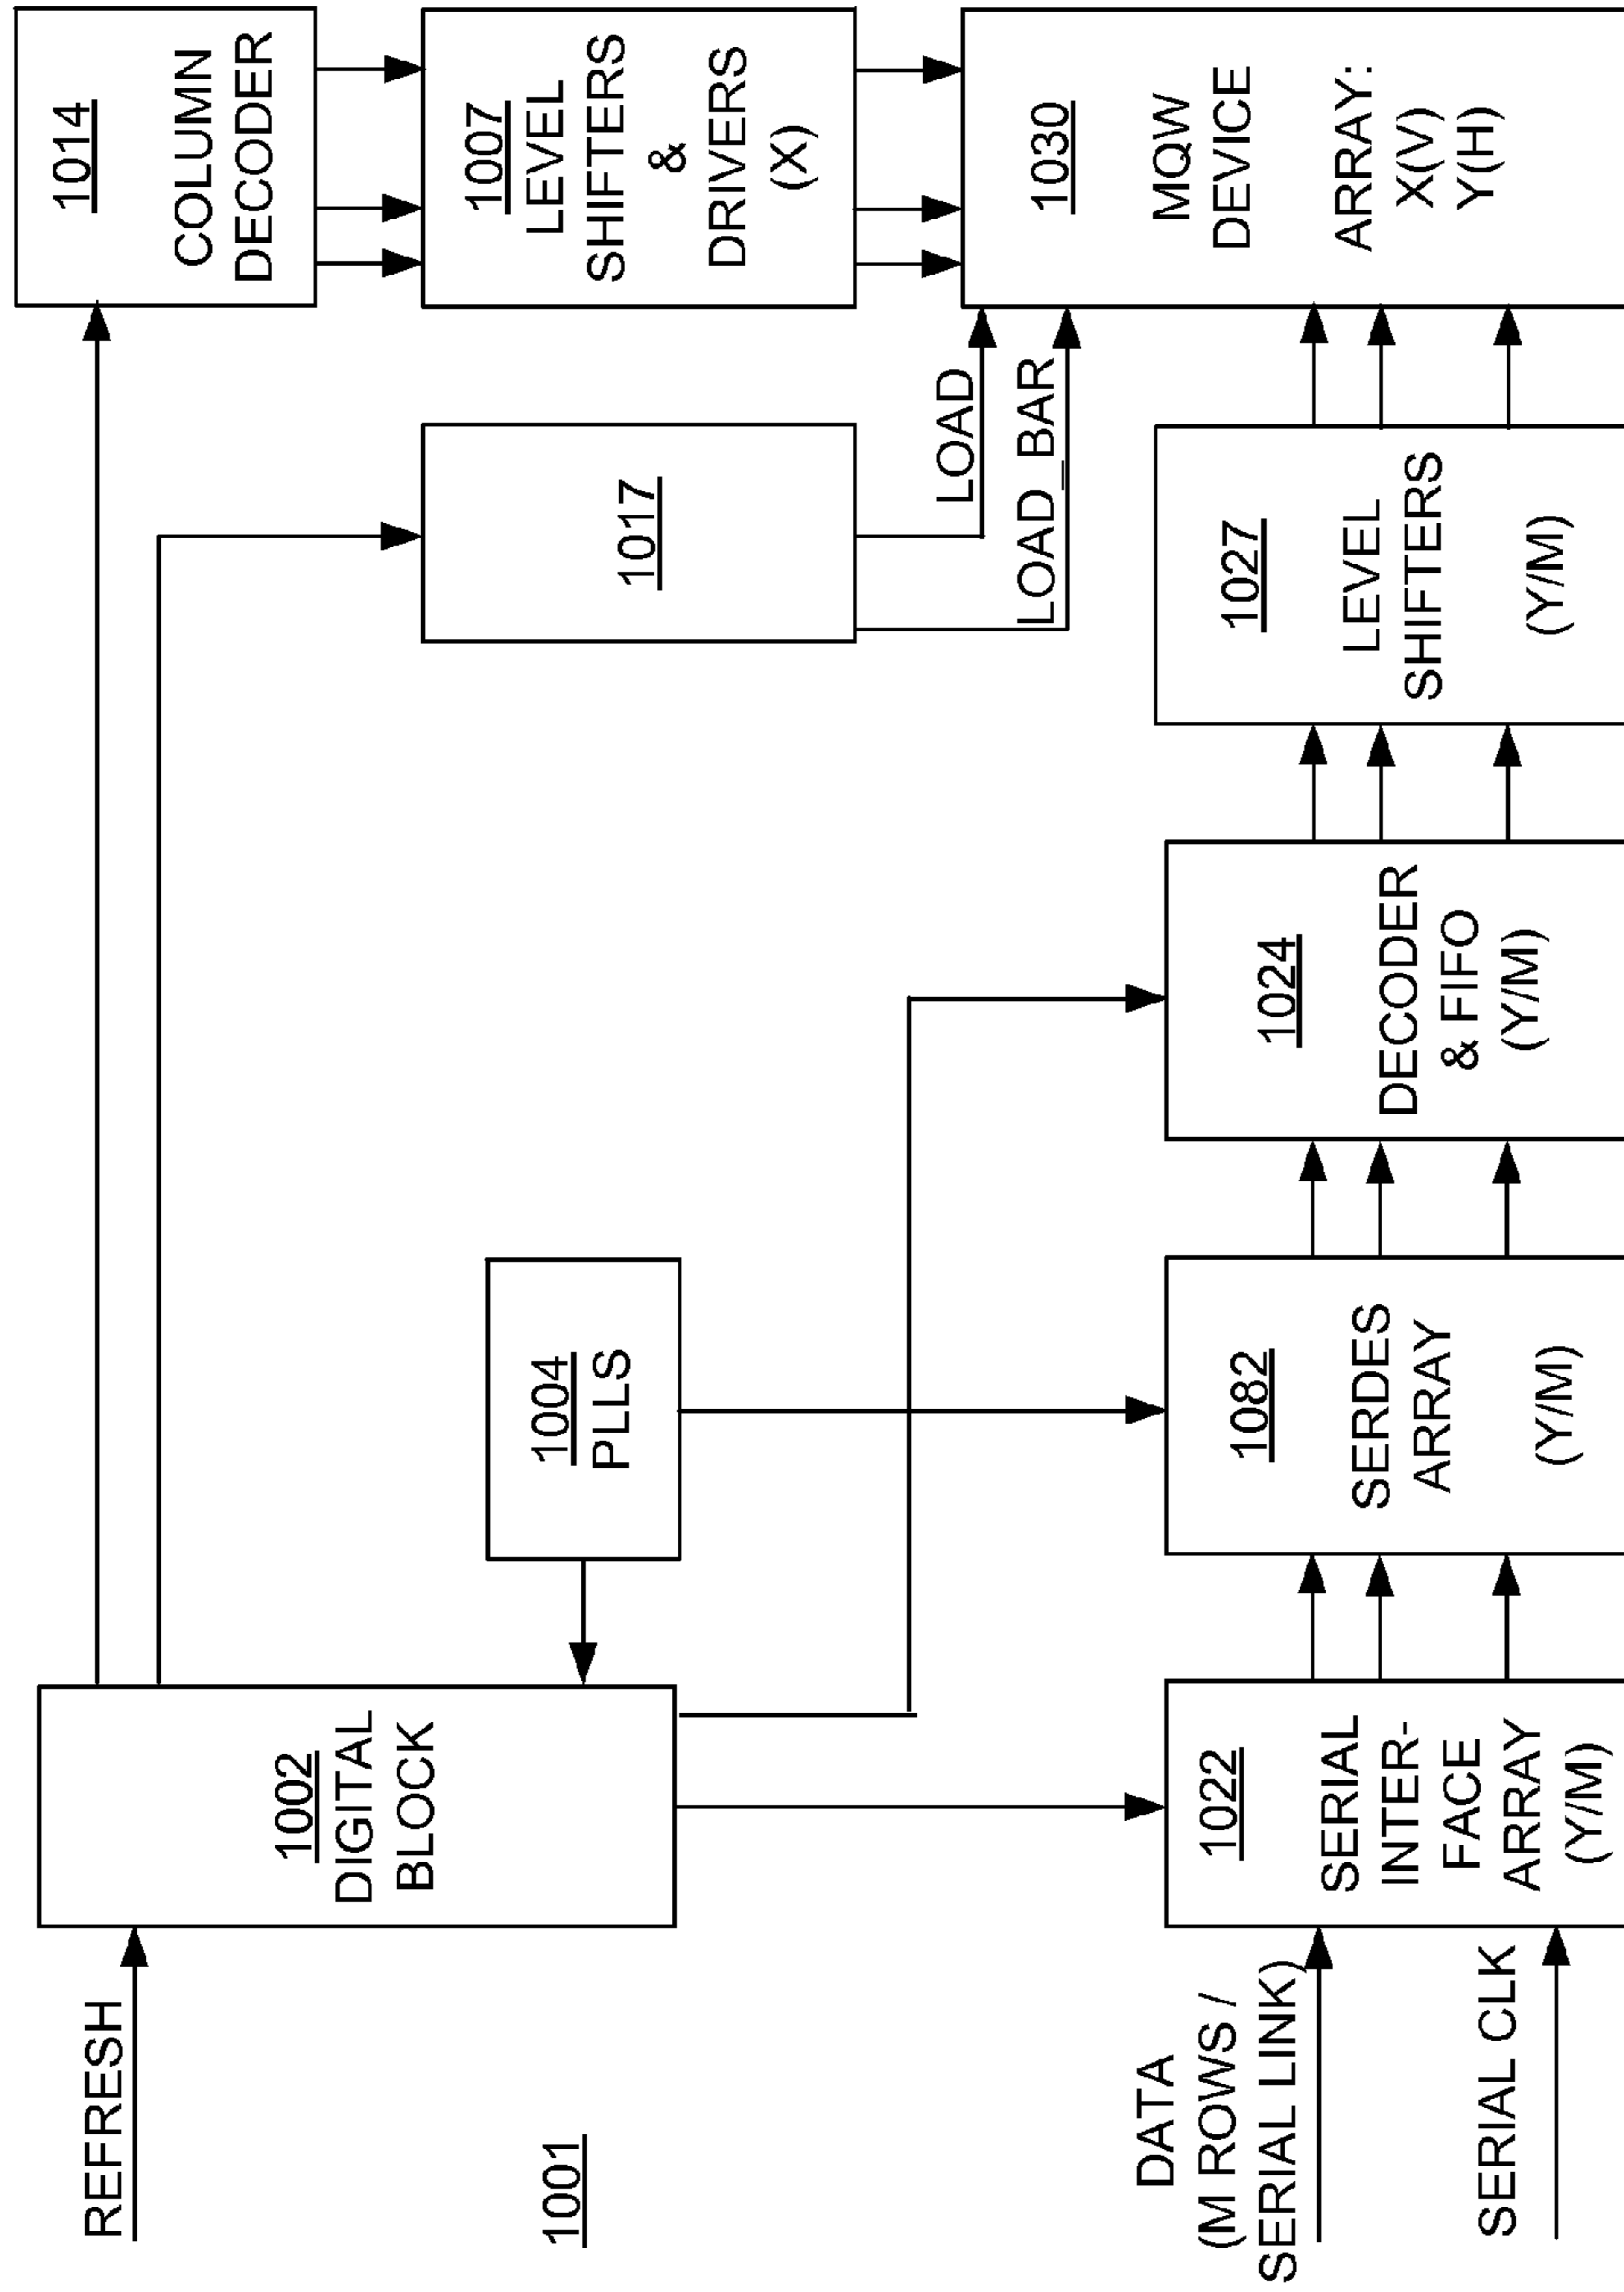 REFRESH
1001
1002
DIGITAL
BLOCK
1004
PLLS
1017
1014
COLUMN
DECODER
1007
LEVEL
SHIFTERS
&
DRIVERS
(X)
LOAD
LOAD_BAR
1030
MQW
DEVICE
ARRAY:
X(V)
Y(H)
DATA
(M ROWS /
SERIAL LINK)
SERIAL CLK
1022
SERIAL
INTER-
FACE
ARRAY
(Y/M)
1082
SERDES
ARRAY
(Y/M)
1024
DECODER
& FIFO
(Y/M)
1027
LEVEL
SHIFTERS
(Y/M)